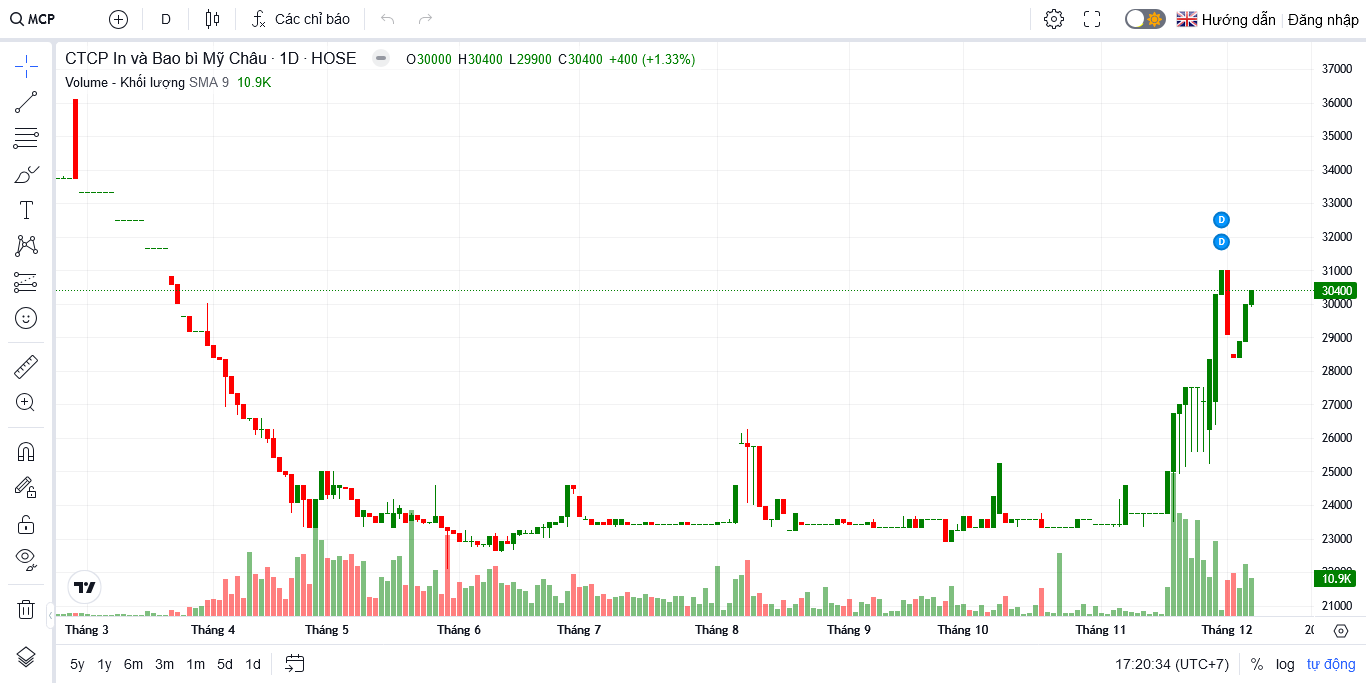 MCP D Các chỉ báo Hướng dẫn Đăng nhập
CTCP In và Bao bì Mỹ Châu · 1D · HOSE O30000 H30400 L29900 C30400 +400 (+1.33%)
Volume - Khối lượng SMA 9 10.9K
37000
36000
35000
34000
33000
32000
D
D
31000
30400
30000
29000
28000
27000
26000
25000
24000
23000
10.9K
21000
Tháng 3 Tháng 4 Tháng 5 Tháng 6 Tháng 7 Tháng 8 Tháng 9 Tháng 10 Tháng 11 Tháng 12
5y 1y 6m 3m 1m 5d 1d 17:20:34 (UTC+7) % log tự động